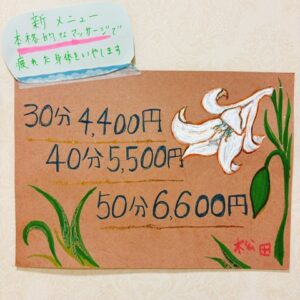 新メニュー
本格的なマッサージで
疲れた身体をいやします
30分 4,400円
40分 5,500円
50分 6,600円
松田